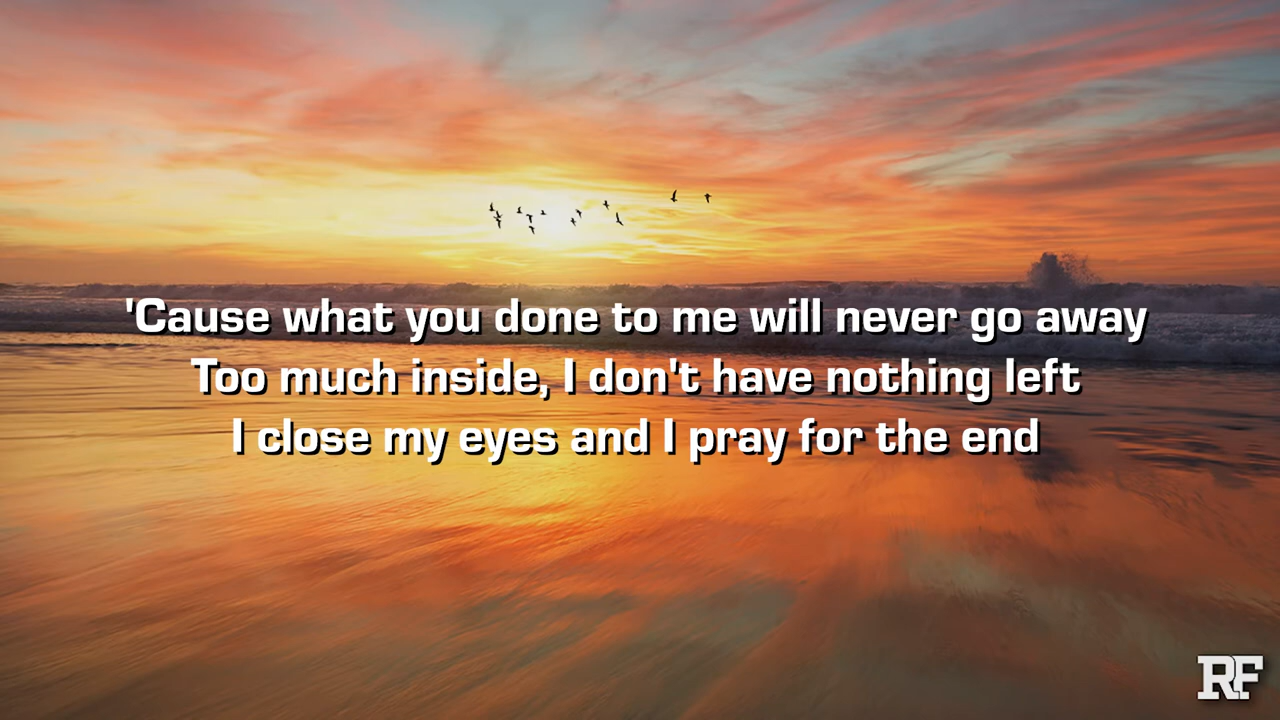 'Cause what you done to me will never go away
Too much inside, I don't have nothing left
I close my eyes and I pray for the end
RF